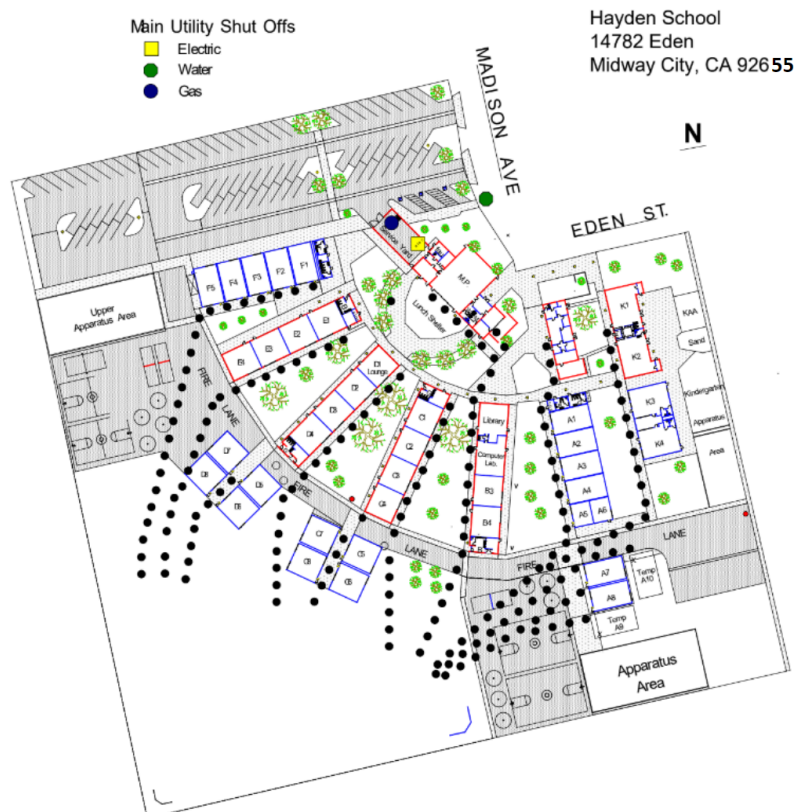 Main Utility Shut Offs
Electric
Water
Gas
Hayden School
14782 Eden
Midway City, CA 92655
N
MADISON AVE
EDEN ST.
Service Yard
M.P
Lunch Shelter
F5
F4
F3
F2
F1
Upper
Apparatus Area
E3
E2
E1
Lounge
D3
D2
D4
C1
C2
C3
C4
Library
Computer
Lab.
B3
B4
A1
A2
A3
A4
A5
A6
K1
K2
K3
K4
KAA
Sand
Kindergarten
Apparatus
Area
FIRE
LANE
FIRE
LANE
FIRE
LANE
D7
D8
D5
D6
C7
C8
C5
C6
A7
A8
Temp
A10
Temp
A9
Apparatus
Area